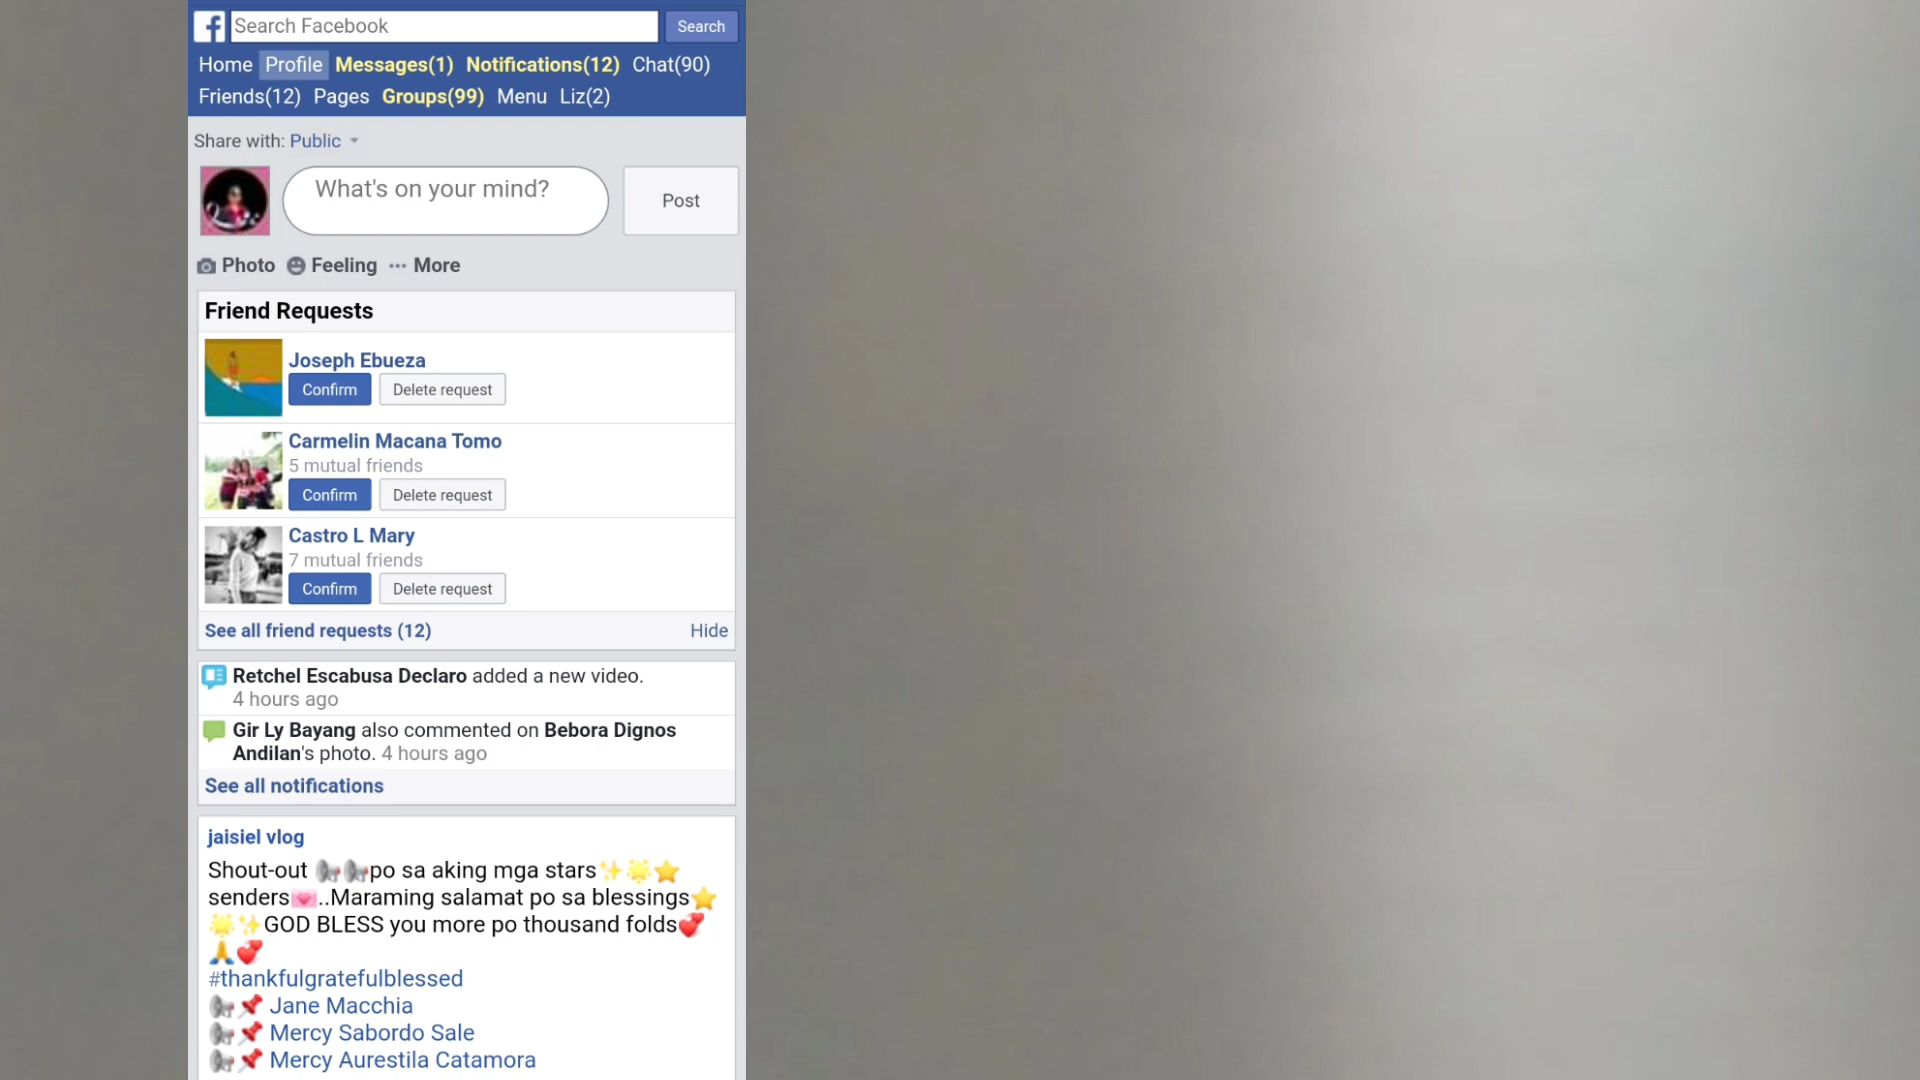 Search Facebook
Search
Home Profile Messages(1) Notifications(12) Chat(90)
Friends(12) Pages Groups(99) Menu Liz(2)
Share with: Public
What's on your mind?
Post
Photo Feeling ··· More
Friend Requests
Joseph Ebueza
Confirm Delete request
Carmelin Macana Tomo
5 mutual friends
Confirm Delete request
Castro L Mary
7 mutual friends
Confirm Delete request
See all friend requests (12) Hide
Retchel Escabusa Declaro added a new video.
4 hours ago
Gir Ly Bayang also commented on Bebora Dignos
Andilan's photo. 4 hours ago
See all notifications
jaisiel vlog
Shout-out 📢📢po sa aking mga stars✨🌟⭐
senders💌..Maraming salamat po sa blessings⭐
🌟✨GOD BLESS you more po thousand folds💕
🙏💕
#thankfulgratefulblessed
📢📌 Jane Macchia
📢📌 Mercy Sabordo Sale
📢📌 Mercy Aurestila Catamora